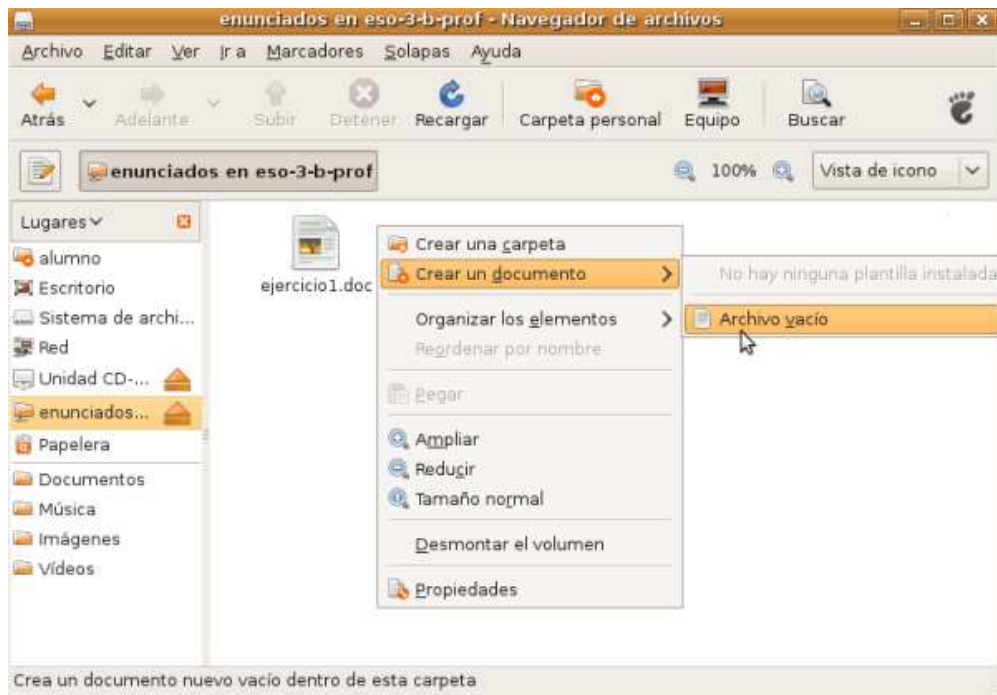 enunciados en eso-3-b-prof - Navegador de archivos
Archivo Editar Ver Ir a Marcadores Solapas Ayuda
Atrás Adelante Subir Detener Recargar Carpeta personal Equipo Buscar
enunciados en eso-3-b-prof 100% Vista de icono
Lugares
alumno
Escritorio
Sistema de archi...
Red
Unidad CD-...
enunciados...
Papelera
Documentos
Música
Imágenes
Vídeos
ejercicio1.doc
Crear una carpeta
Crear un documento
Organizar los elementos
Reordenar por nombre
Pegar
Ampliar
Reducir
Tamaño normal
Desmontar el volumen
Propiedades
No hay ninguna plantilla instalada
Archivo vacío
Crea un documento nuevo vacío dentro de esta carpeta